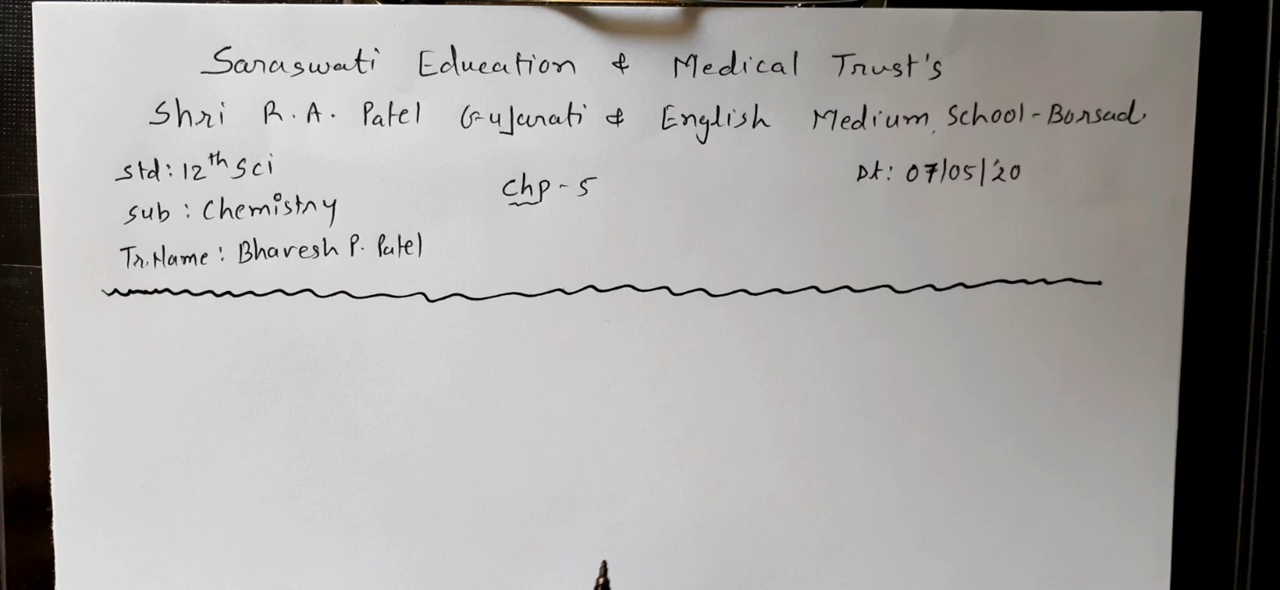 Saraswati Education & Medical Trust's
Shri R.A. Patel Gujarati & English Medium School-Borsad.
Std: 12th Sci
Chp-5
Dt: 07/05/'20
Sub: Chemistry
Tr.Name: Bhavesh P. Patel